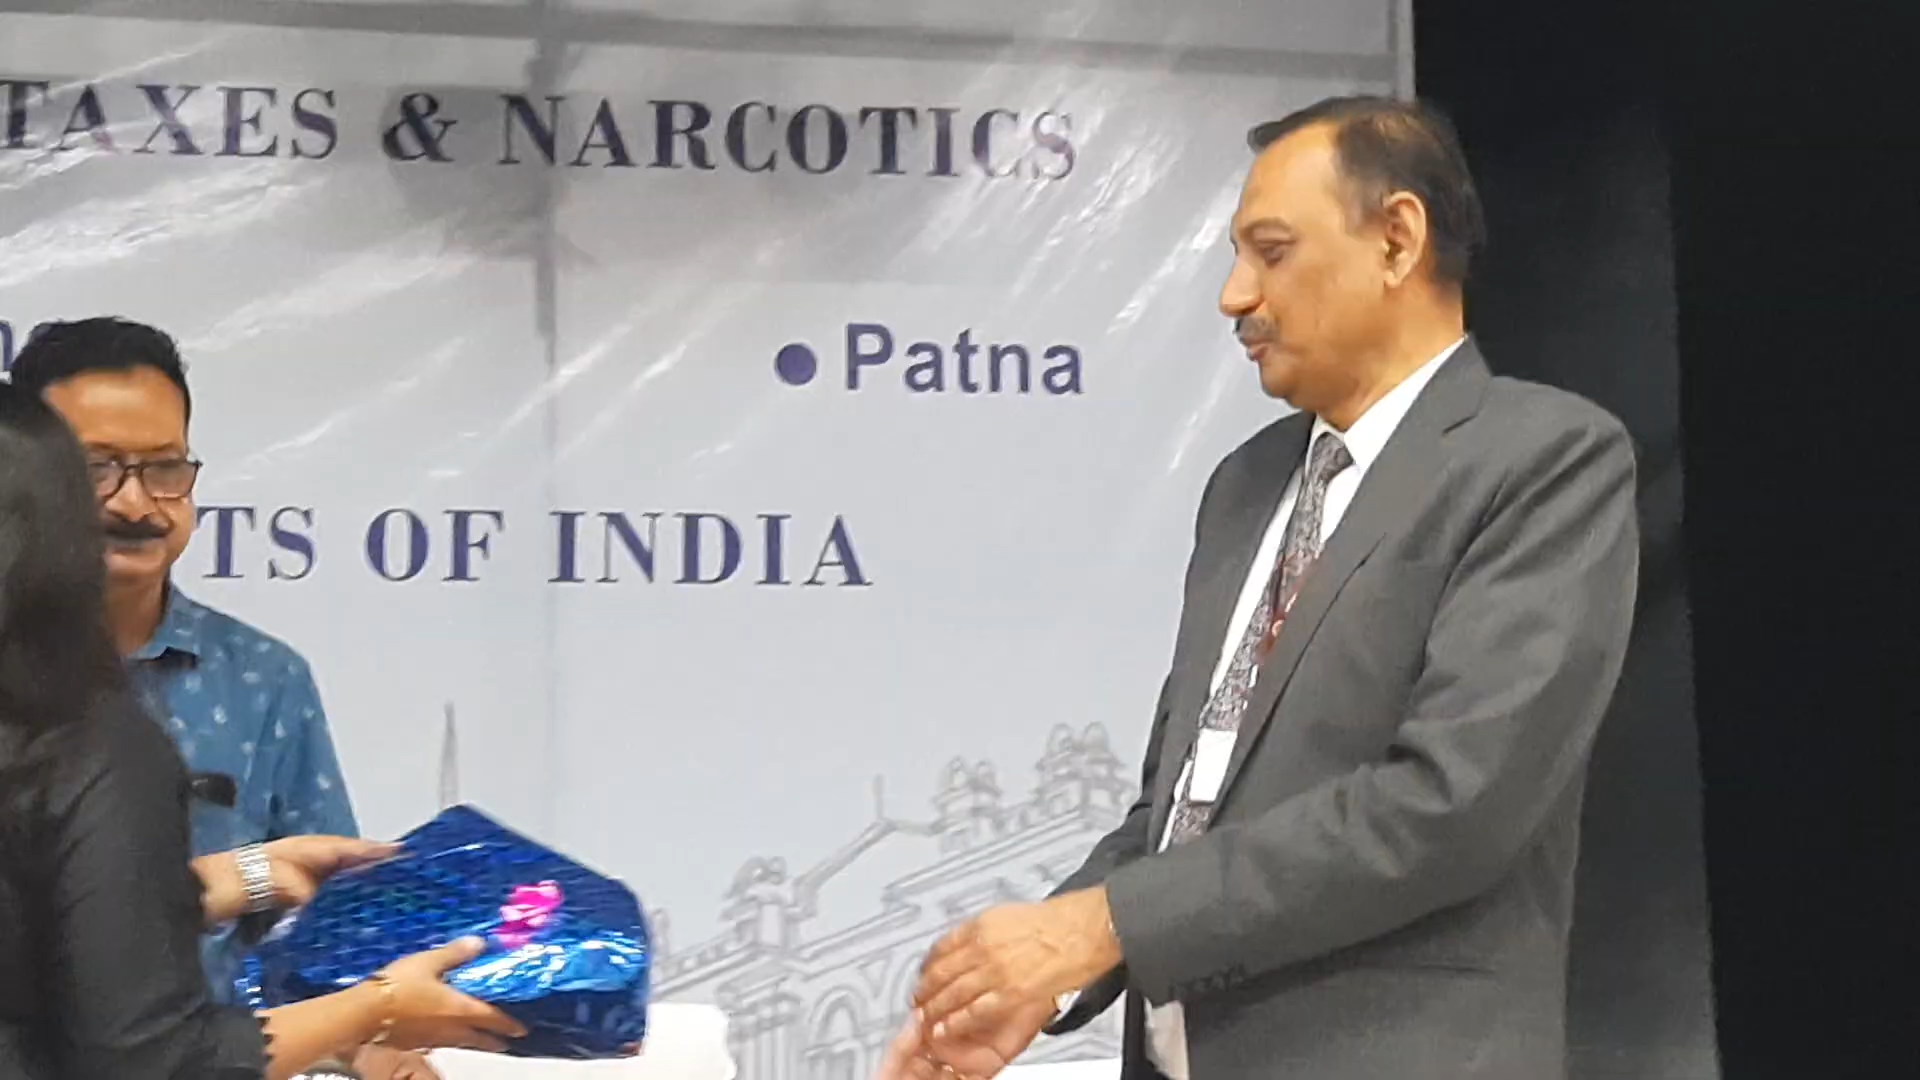 TAXES & NARCOTICS
• Patna
TS OF INDIA